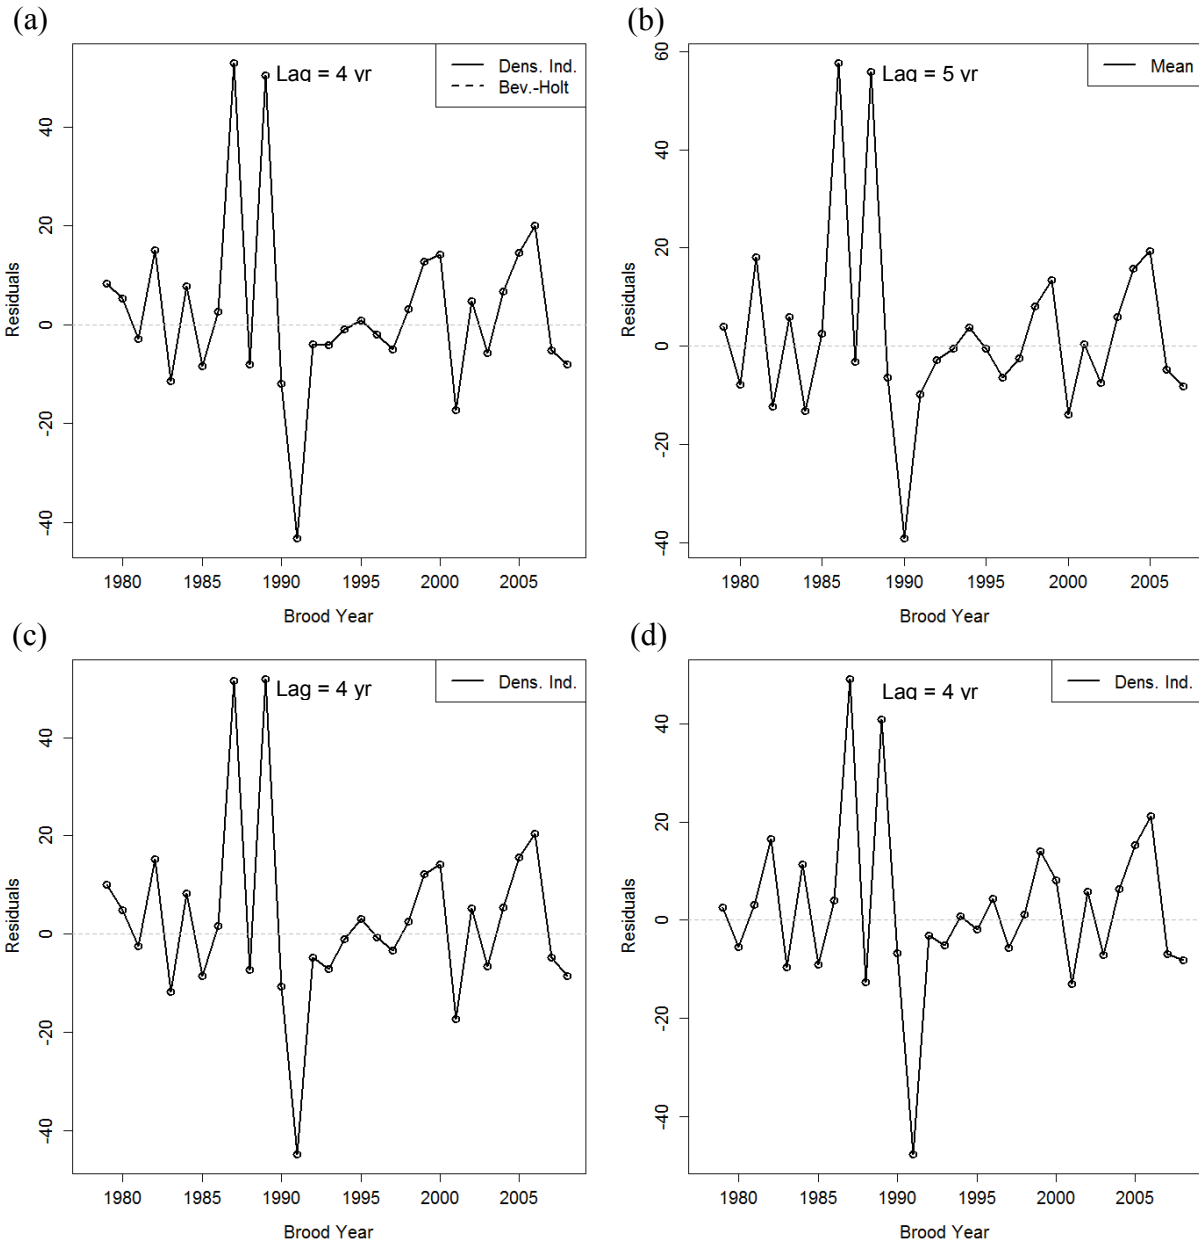 (a)
Lag = 4 yr
Dens. Ind.
Bev.-Holt
Residuals
40
20
0
-20
-40
1980 1985 1990 1995 2000 2005
Brood Year
(b)
Lag = 5 yr
Mean
Residuals
60
40
20
0
-20
-40
1980 1985 1990 1995 2000 2005
Brood Year
(c)
Lag = 4 yr
Dens. Ind.
Residuals
40
20
0
-20
-40
1980 1985 1990 1995 2000 2005
Brood Year
(d)
Lag = 4 yr
Dens. Ind.
Residuals
40
20
0
-20
-40
1980 1985 1990 1995 2000 2005
Brood Year